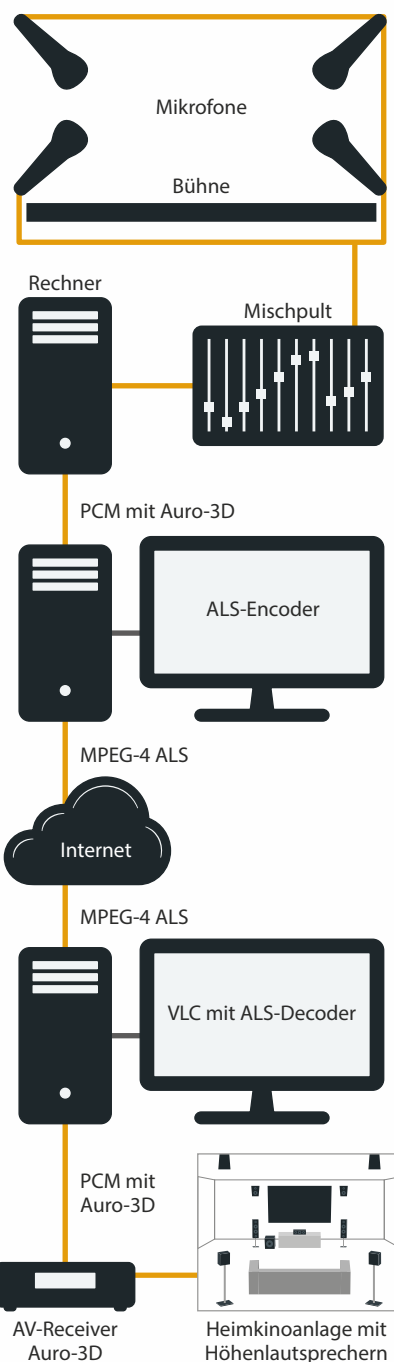 Mikrofone
Bühne
Rechner
Mischpult
PCM mit Auro-3D
ALS-Encoder
MPEG-4 ALS
Internet
MPEG-4 ALS
VLC mit ALS-Decoder
PCM mit
Auro-3D
AV-Receiver
Auro-3D
Heimkinoanlage mit
Höhenlautsprechern